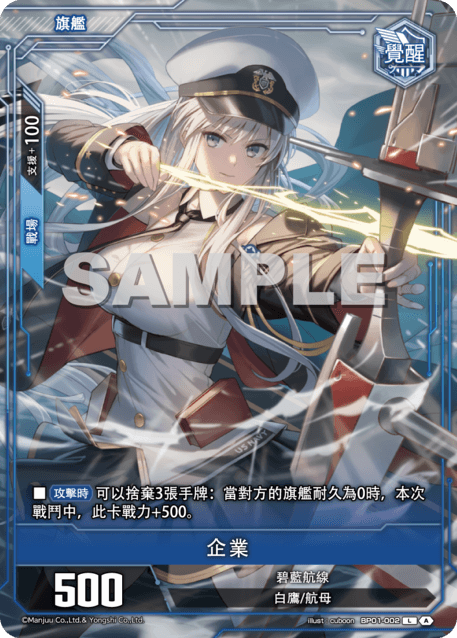 旗艦
覺醒
支援+100
戰場
SAMPLE
US NAVY
■ 攻擊時 可以捨棄3張手牌：當對方的旗艦耐久為0時，本次
戰鬥中，此卡戰力+500。
企業
500
碧藍航線
白鷹/航母
©Manjuu Co.,Ltd.& Yongshi Co.,Ltd.
illust cuboon BP01-002 L A